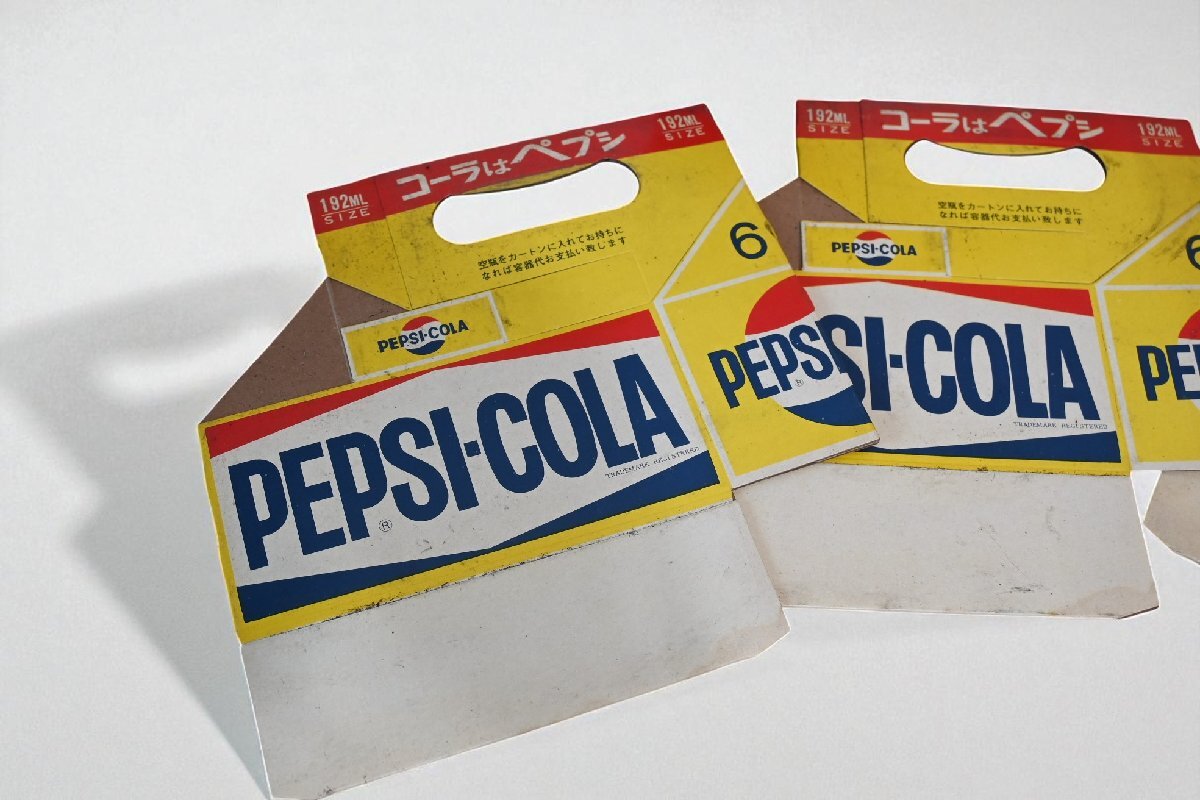 192ML
SIZE
コーラはペプシ
192ML
SIZE
空瓶をカートンに入れてお持ちに
なれば容器代お支払い致します
6
PEPSI-COLA
PEPSI-COLA
®
TRADEMARK REGISTERED
PEPS
®
192ML
SIZE
コーラはペプシ
192ML
SIZE
空瓶をカートンに入れてお持ちに
なれば容器代お支払い致します
6
PEPSI-COLA
SI-COLA
TRADEMARK REGISTERED
PE